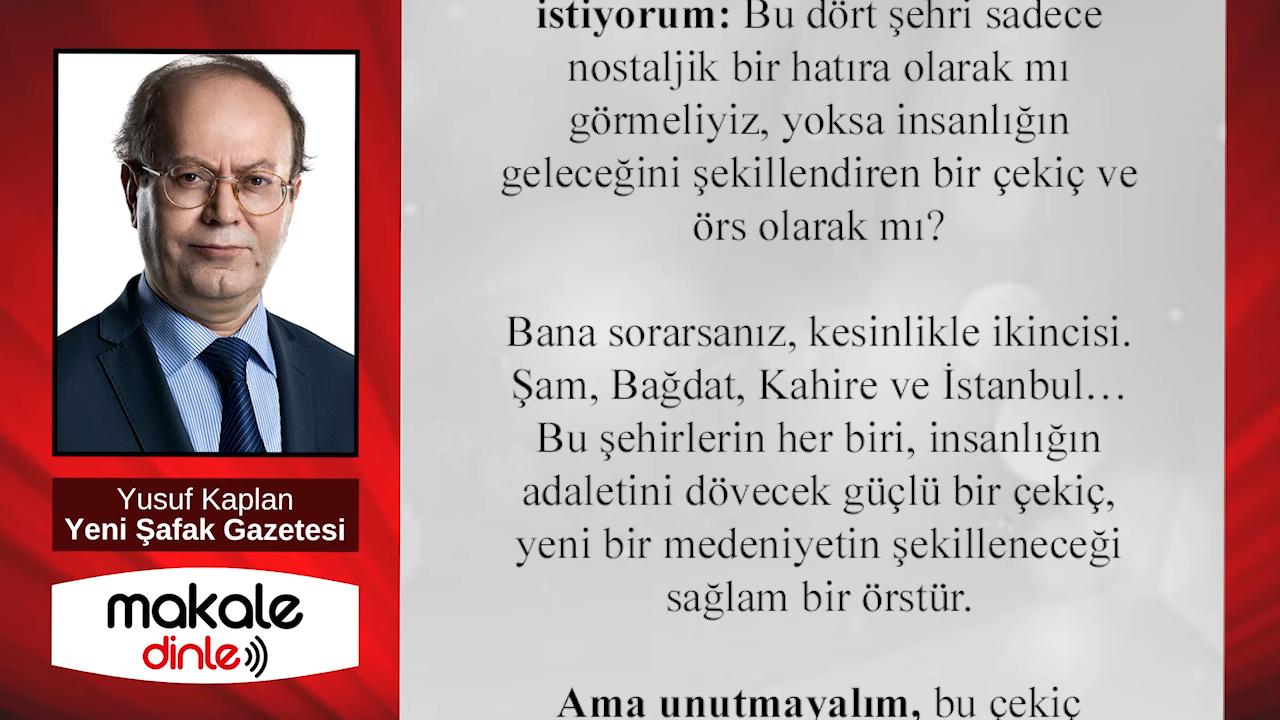 istiyorum: Bu dört şehri sadece
nostaljik bir hatıra olarak mı
görmeliyiz, yoksa insanlığın
geleceğini şekillendiren bir çekiç ve
örs olarak mı?
Bana sorarsanız, kesinlikle ikincisi.
Şam, Bağdat, Kahire ve İstanbul…
Bu şehirlerin her biri, insanlığın
adaletini dövecek güçlü bir çekiç,
yeni bir medeniyetin şekilleneceği
sağlam bir örstür.
Ama unutmayalım, bu çekiç
Yusuf Kaplan
Yeni Şafak Gazetesi
makale
dinle